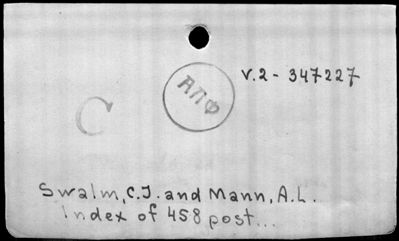 V.2 - 347227
АПФ
C
Swalm, C.J. and Mann, A.L.
Index of 458 post...